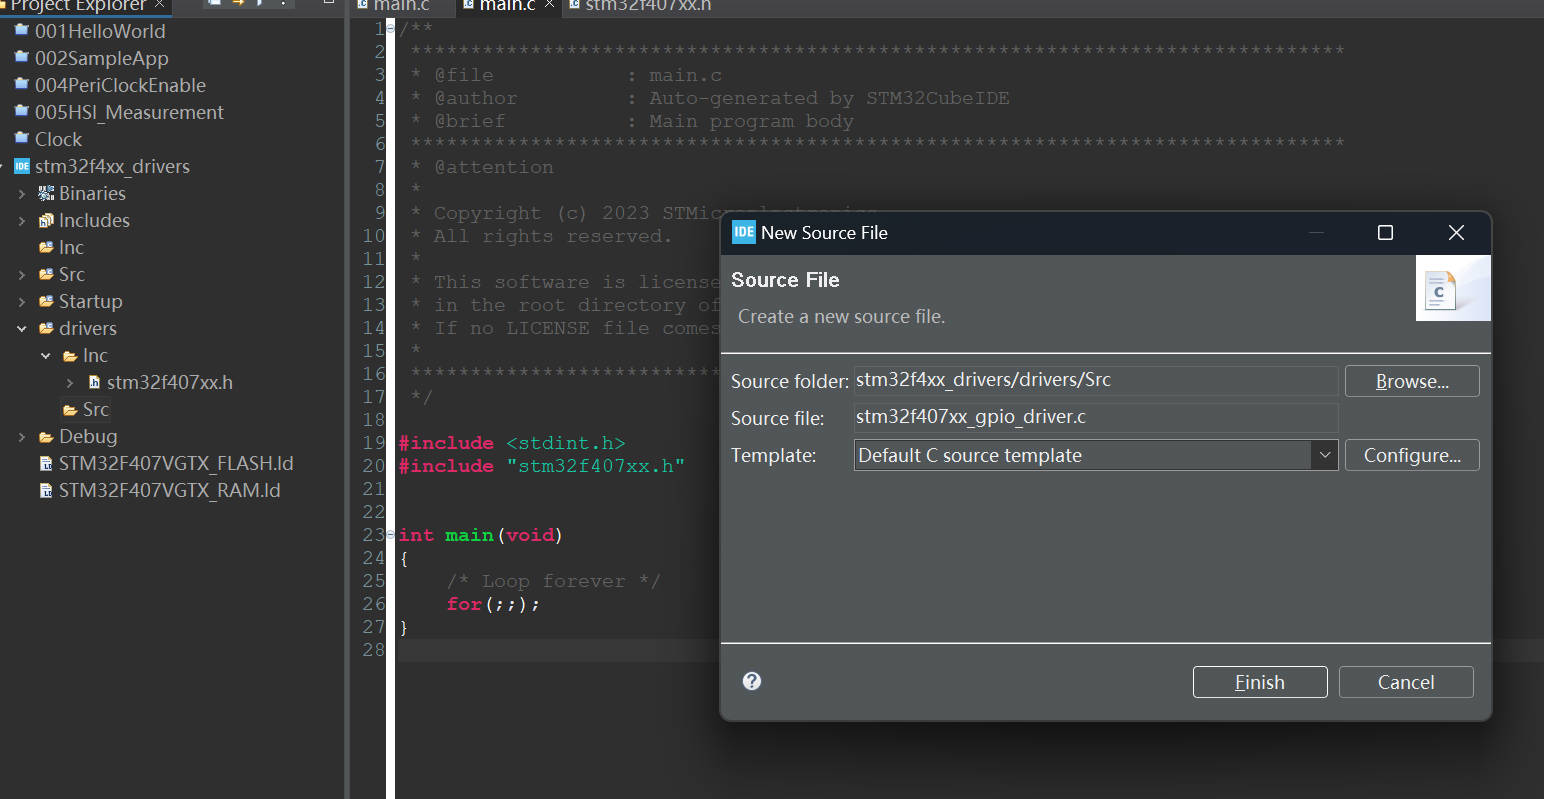 Project Explorer
001HelloWorld
002SampleApp
004PeriClockEnable
005HSI_Measurement
Clock
IDE stm32f4xx_drivers
Binaries
Includes
Inc
Src
Startup
drivers
Inc
.h stm32f407xx.h
Src
Debug
STM32F407VGTX_FLASH.ld
STM32F407VGTX_RAM.ld
main.c
main.c
stm32f407xx.h
1 /**
2 ******************************************************************************
3 * @file : main.c
4 * @author : Auto-generated by STM32CubeIDE
5 * @brief : Main program body
6 ******************************************************************************
7 * @attention
8 *
9 * Copyright (c) 2023 STMicroelectronics.
10 * All rights reserved.
11 *
12 * This software is license
13 * in the root directory of
14 * If no LICENSE file comes
15 *
16 **************************
17 */
18
19 #include <stdint.h>
20 #include "stm32f407xx.h"
21
22
23 int main(void)
24 {
25 /* Loop forever */
26 for(;;);
27 }
28
IDE New Source File
Source File
Create a new source file.
Source folder: stm32f4xx_drivers/drivers/Src Browse...
Source file: stm32f407xx_gpio_driver.c
Template: Default C source template Configure...
? Finish Cancel